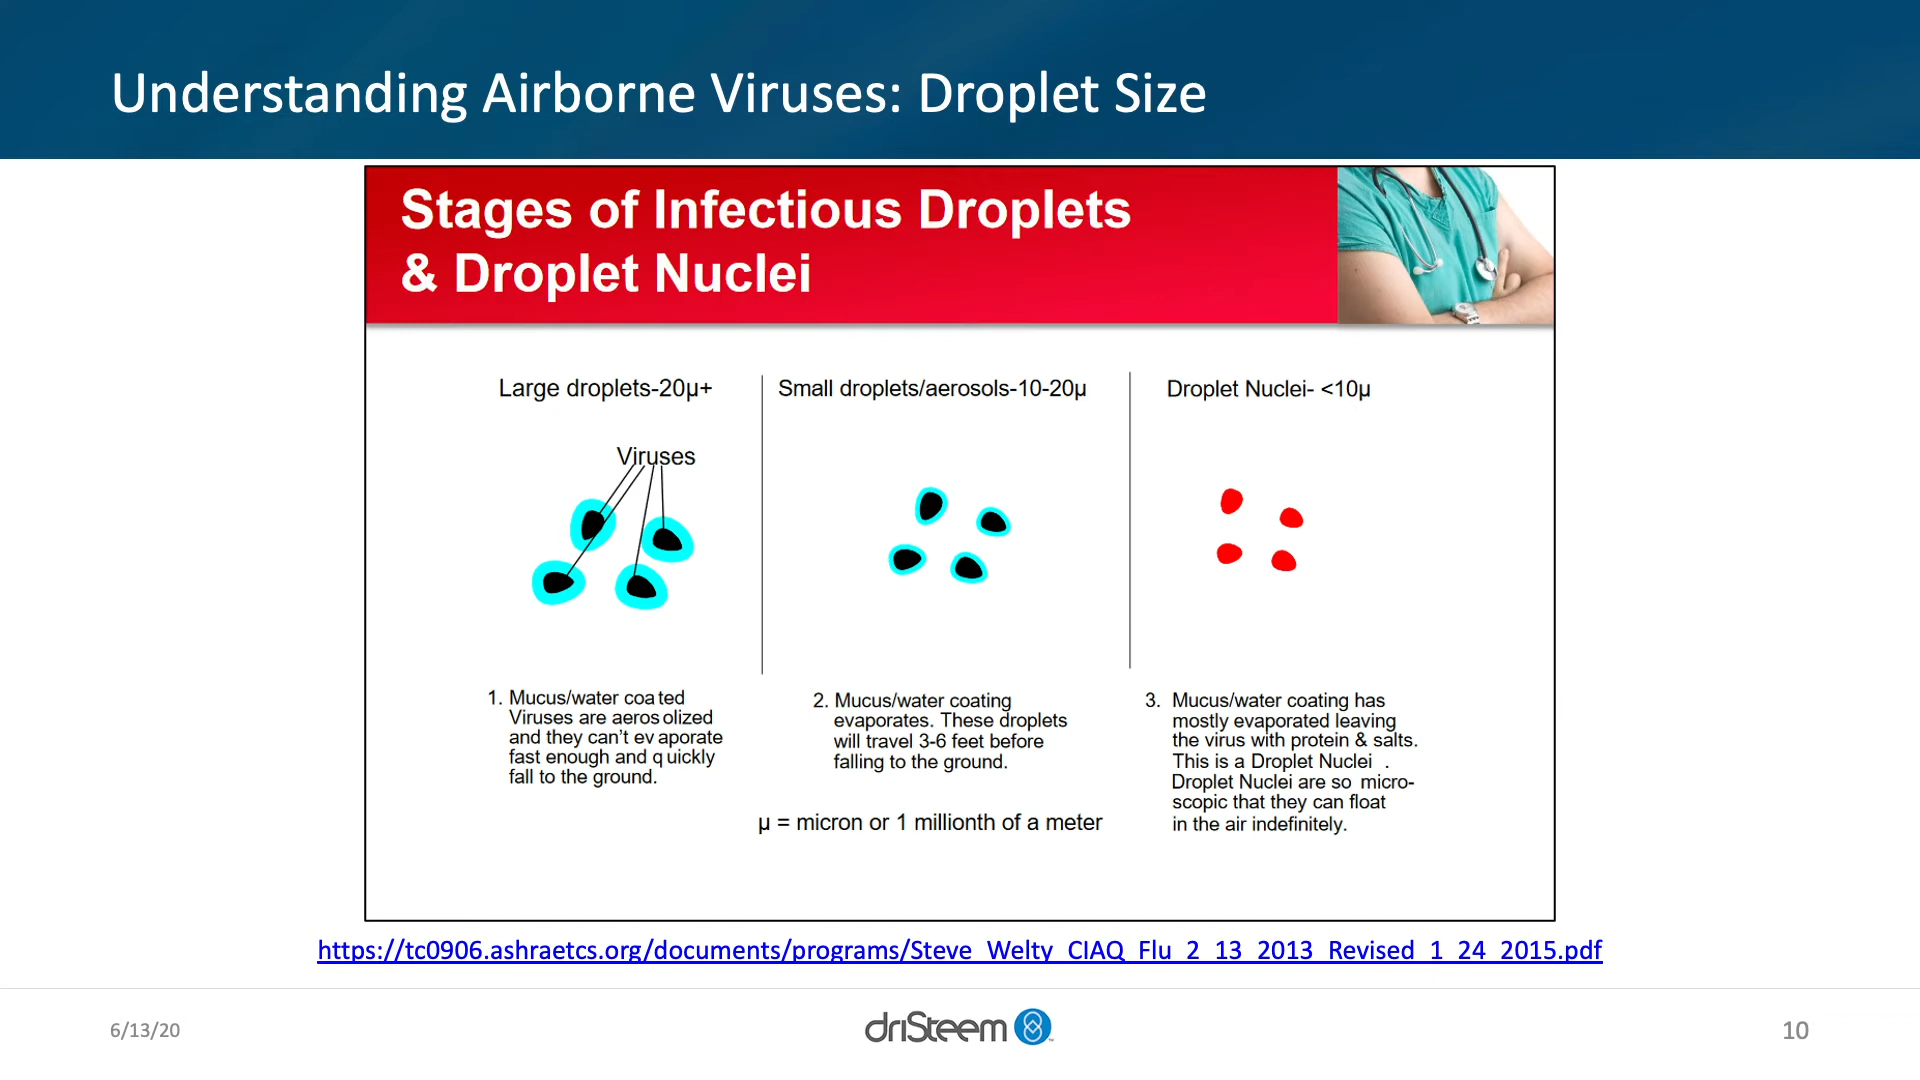 Understanding Airborne Viruses: Droplet Size
Stages of Infectious Droplets
& Droplet Nuclei
Large droplets-20µ+
Viruses
1. Mucus/water coa ted
Viruses are aeros olized
and they can't ev aporate
fast enough and q uickly
fall to the ground.
Small droplets/aerosols-10-20µ
2. Mucus/water coating
evaporates. These droplets
will travel 3-6 feet before
falling to the ground.
Droplet Nuclei- <10µ
3. Mucus/water coating has
mostly evaporated leaving
the virus with protein & salts.
This is a Droplet Nuclei .
Droplet Nuclei are so micro-
scopic that they can float
in the air indefinitely.
µ = micron or 1 millionth of a meter
https://tc0906.ashraetcs.org/documents/programs/Steve_Welty_CIAQ_Flu_2_13_2013_Revised_1_24_2015.pdf
6/13/20
driSteem
10